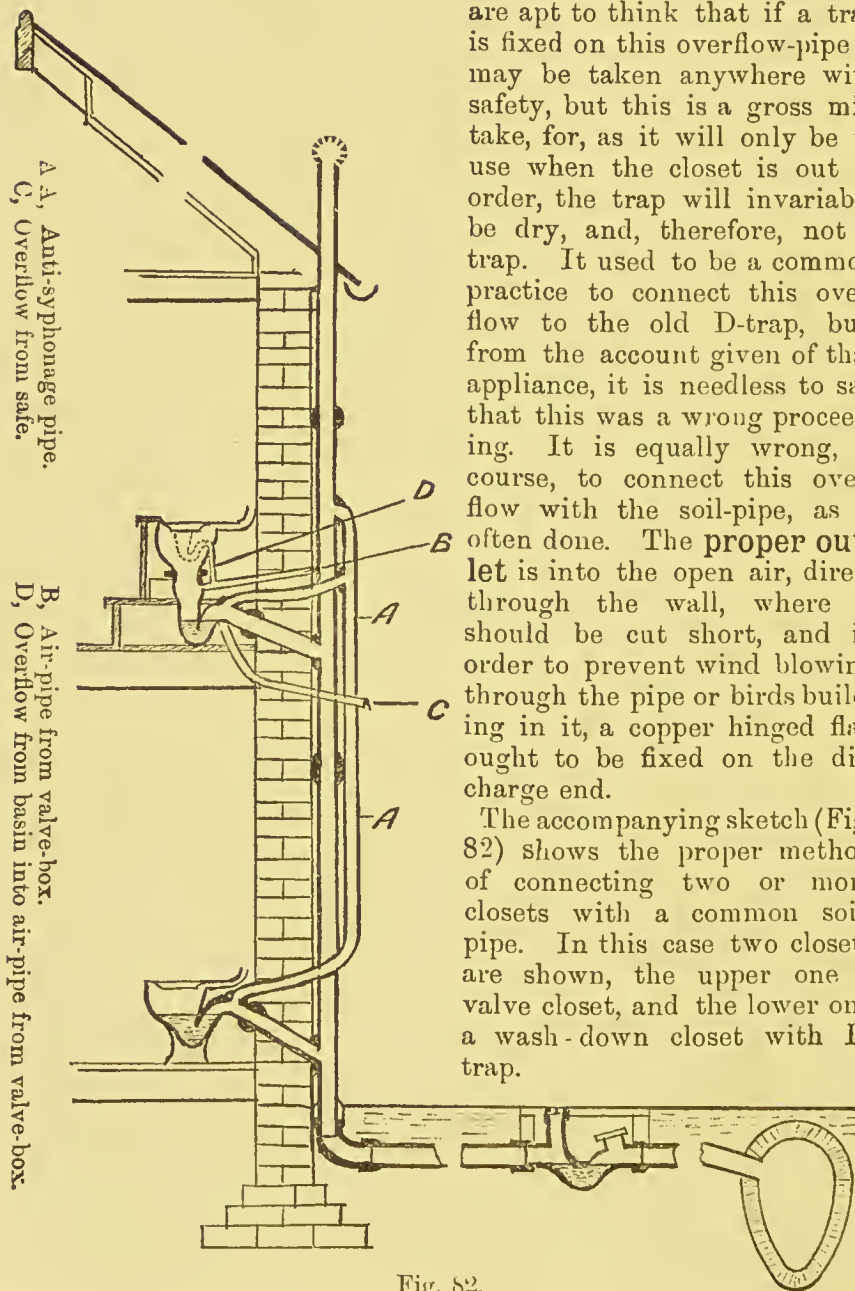 are apt to think that if a tra
is fixed on this overflow-pipe
may be taken anywhere wi
safety, but this is a gross mi
take, for, as it will only be
use when the closet is out
order, the trap will invariab
be dry, and, therefore, not
trap. It used to be a commo
practice to connect this ove
flow to the old D-trap, bu
from the account given of tha
appliance, it is needless to sa
that this was a wrong procee
ing. It is equally wrong,
course, to connect this ove
flow with the soil-pipe, as
often done. The proper out
let is into the open air, dire
through the wall, where
should be cut short, and i
order to prevent wind blowin
through the pipe or birds buil
ing in it, a copper hinged fla
ought to be fixed on the di
charge end.
The accompanying sketch (Fig
82) shows the proper metho
of connecting two or mor
closets with a common soi
pipe. In this case two closet
are shown, the upper one
valve closet, and the lower on
a wash-down closet with
trap.
D
B
A
C
A
A A, Anti-syphonage pipe.
C, Overflow from safe.
B, Air-pipe from valve-box.
D, Overflow from basin into air-pipe from valve-box.
Fig. 82.